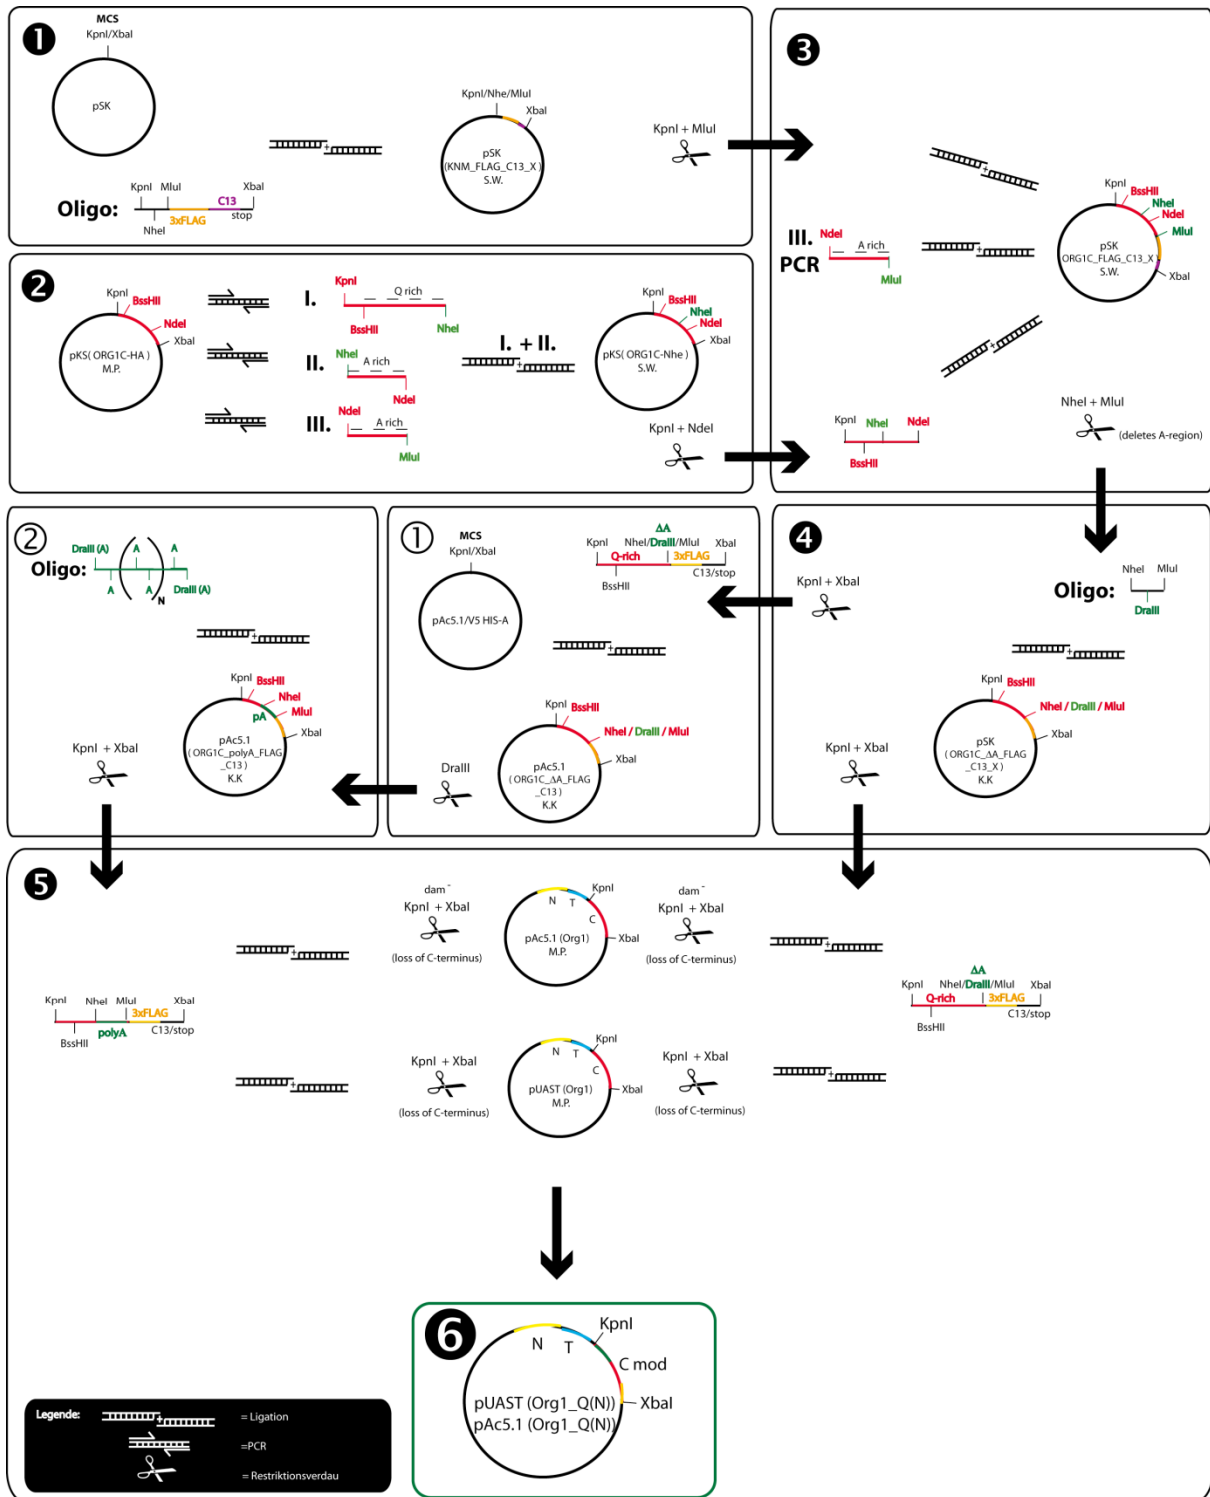 ❶
MCS
KpnI/XbaI
pSK
KpnI/Nhe/MluI
XbaI
pSK
(KNM_FLAG_C13_X)
S.W.
KpnI + MluI
Oligo:
KpnI
MluI
XbaI
C13
NheI
3xFLAG
stop
❷
KpnI
BssHII
NdeI
XbaI
pKS(ORG1C-HA)
M.P.
I.
KpnI
Q rich
BssHII
NheI
II.
NheI
A rich
NdeI
III.
NdeI
A rich
MluI
I. + II.
KpnI
BssHII
NheI
NdeI
XbaI
pKS(ORG1C-Nhe)
S.W.
KpnI + NdeI
❸
III.
PCR
NdeI
A rich
MluI
KpnI
BssHII
NheI
NdeI
MluI
XbaI
pSK
ORG1C_FLAG_C13_X)
S.W.
KpnI
NheI
NdeI
BssHII
NheI + MluI
(deletes A-region)
②
Oligo:
DraIII (A)
A
A
A
A
N
DraIII (A)
KpnI
BssHII
NheI
MluI
pA
XbaI
pAc5.1
(ORG1C_polyA_FLAG
_C13)
K.K
KpnI + XbaI
①
MCS
KpnI/XbaI
pAc5.1/V5 HIS-A
ΔA
KpnI
NheI/DraIII/MluI
XbaI
Q-rich
3xFLAG
BssHII
C13/stop
KpnI
BssHII
NheI / DraIII / MluI
XbaI
pAc5.1
(ORG1C_ΔA_FLAG
_C13)
K.K
DraIII
❹
KpnI + XbaI
Oligo:
NheI
MluI
DraIII
KpnI
BssHII
NheI / DraIII / MluI
XbaI
pSK
(ORG1C_ΔA_FLAG
_C13_X)
K.K
KpnI + XbaI
❺
dam⁻
KpnI + XbaI
(loss of C-terminus)
N
T
KpnI
C
XbaI
pAc5.1 (Org1)
M.P.
dam⁻
KpnI + XbaI
(loss of C-terminus)
KpnI
NheI
MluI
XbaI
3xFLAG
BssHII
polyA
C13/stop
ΔA
KpnI
NheI/DraIII/MluI
XbaI
Q-rich
3xFLAG
BssHII
C13/stop
KpnI + XbaI
(loss of C-terminus)
N
T
KpnI
C
XbaI
pUAST (Org1)
M.P.
KpnI + XbaI
(loss of C-terminus)
❻
N
T
KpnI
C mod
XbaI
pUAST (Org1_Q(N))
pAc5.1 (Org1_Q(N))
Legende:
= Ligation
=PCR
= Restriktionsverdau